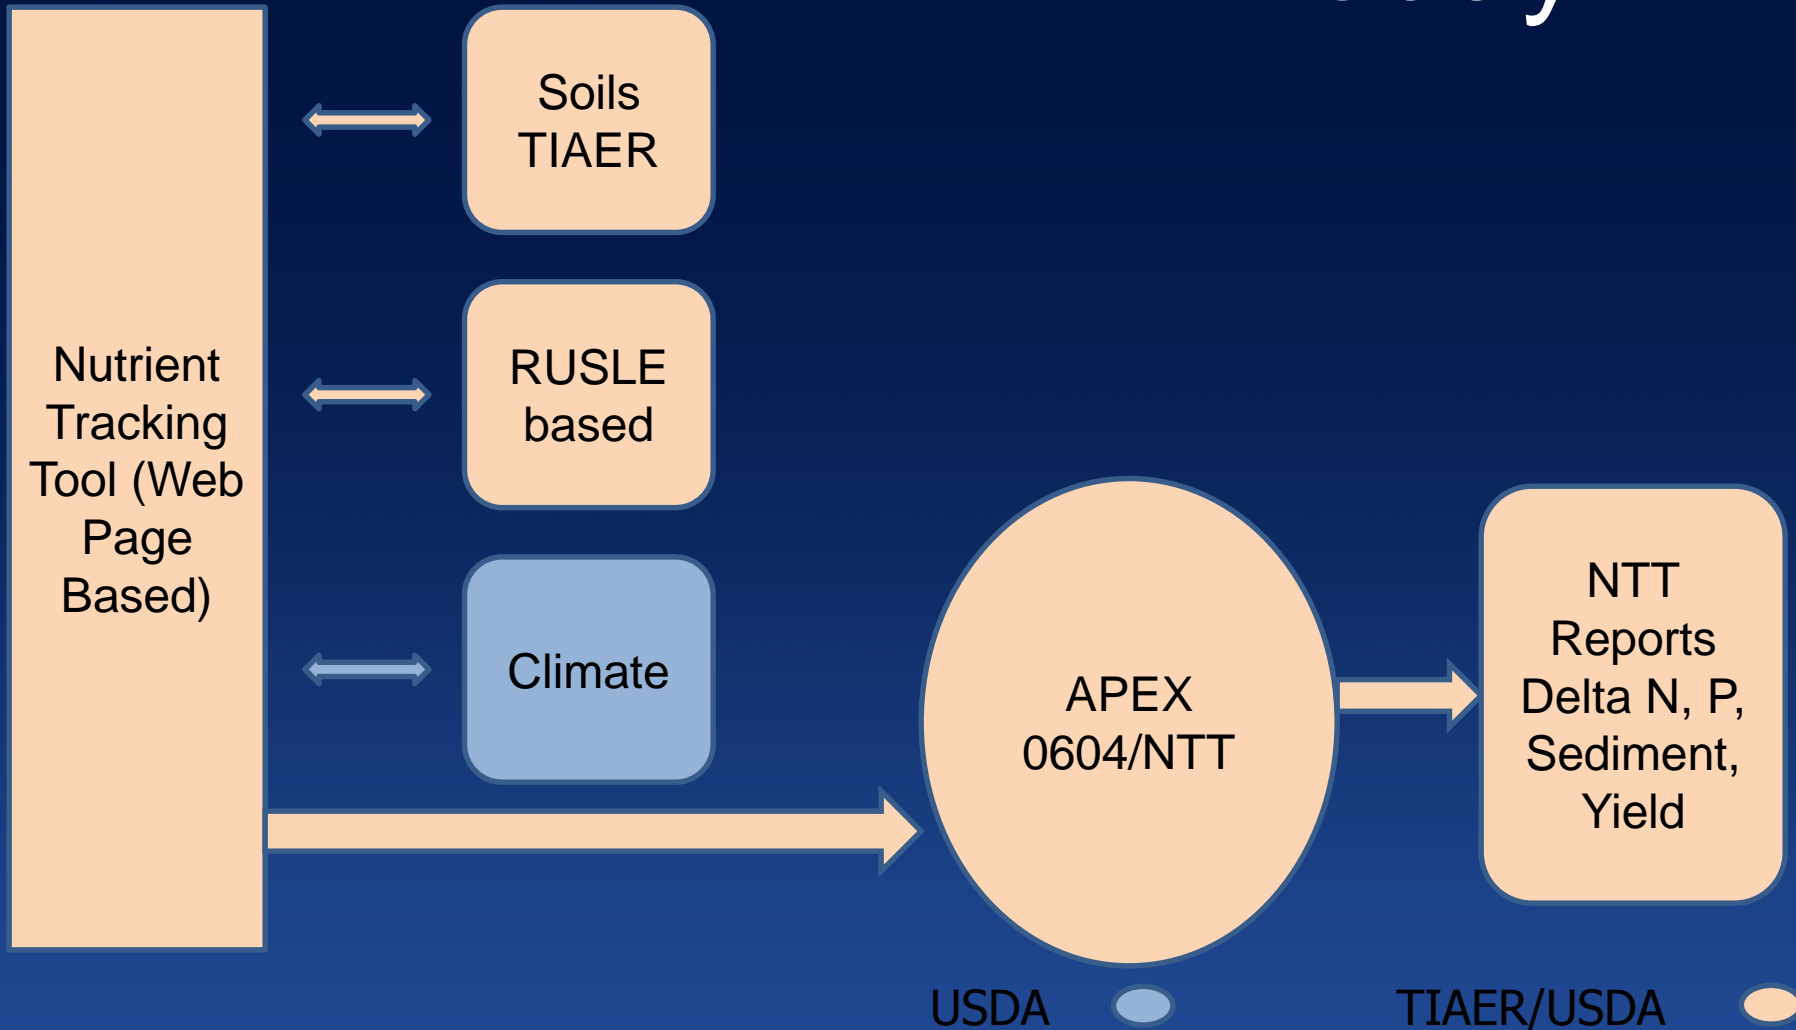 Nutrient
Tracking
Tool (Web
Page
Based)
Soils
TIAER
RUSLE
based
Climate
APEX
0604/NTT
NTT
Reports
Delta N, P,
Sediment,
Yield
USDA
TIAER/USDA